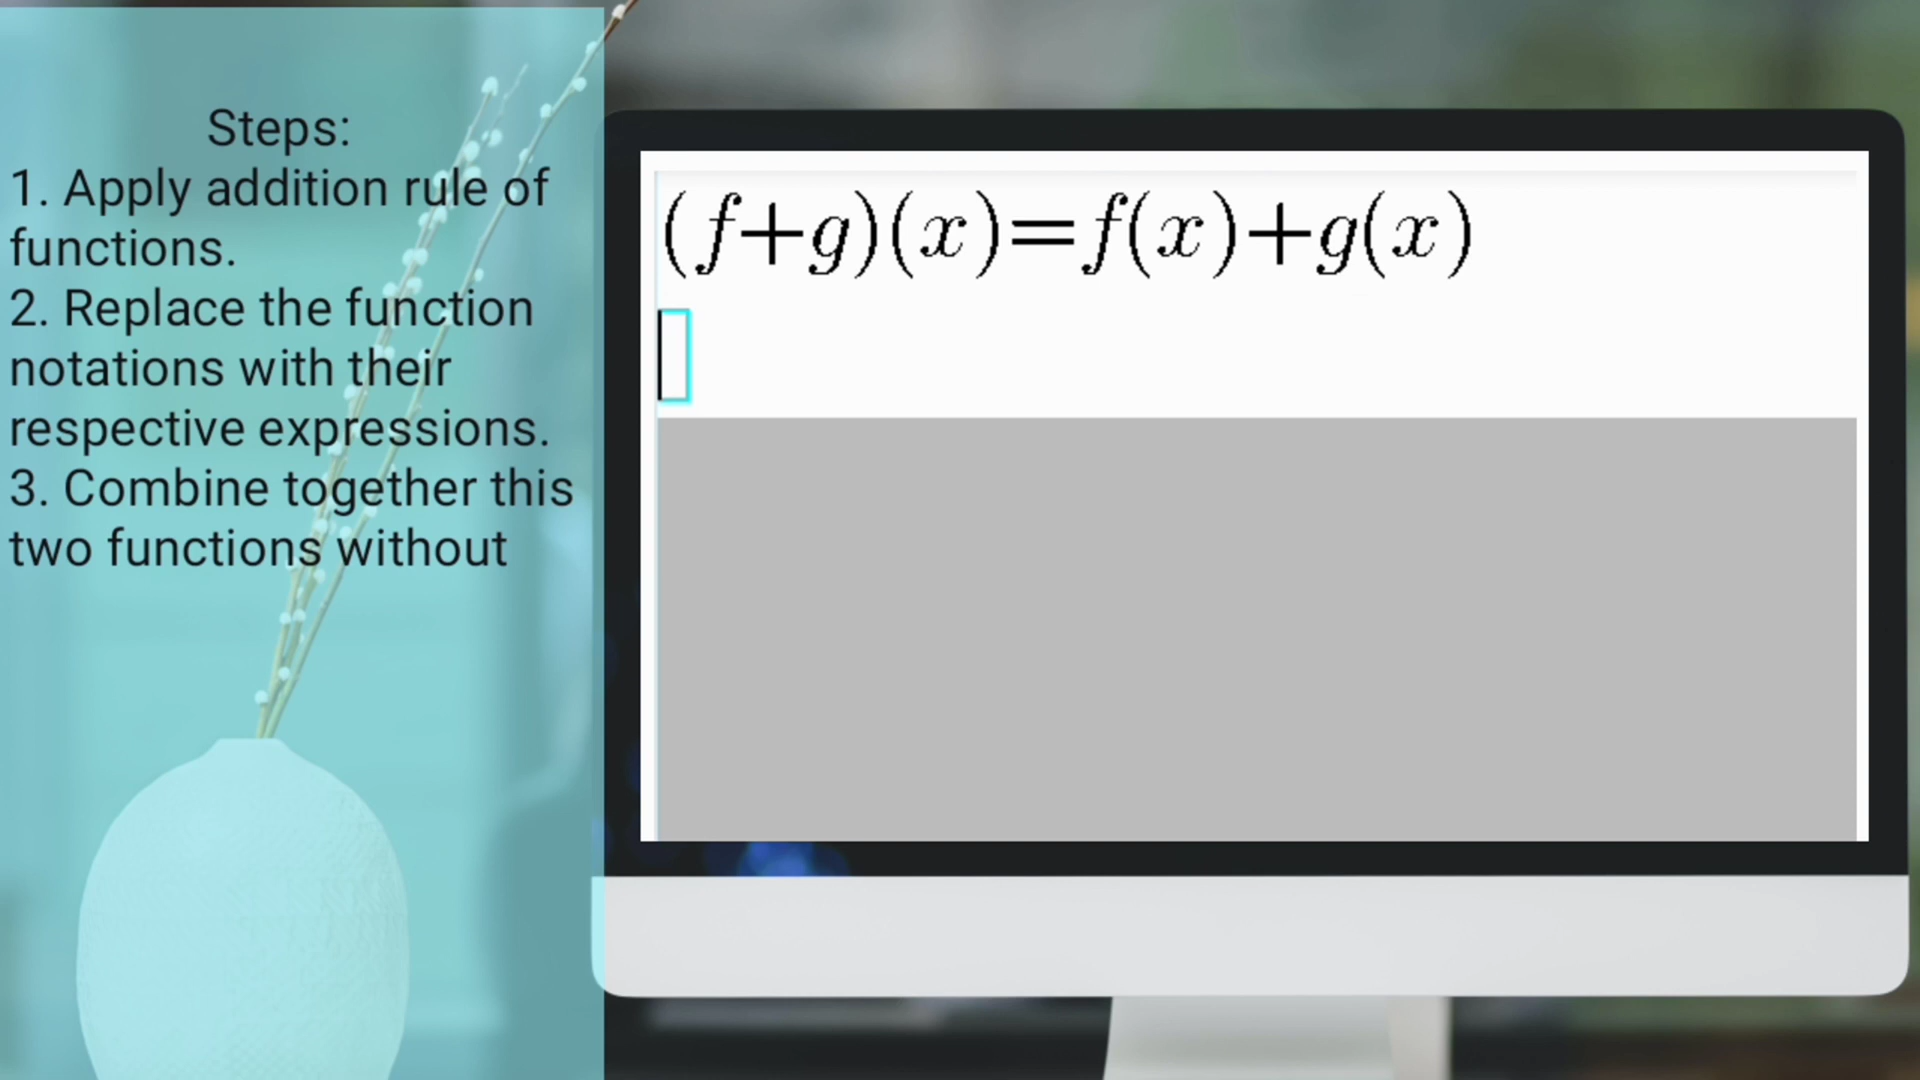 Steps:
1. Apply addition rule of
functions.
2. Replace the function
notations with their
respective expressions.
3. Combine together this
two functions without
(f+g)(x)=f(x)+g(x)